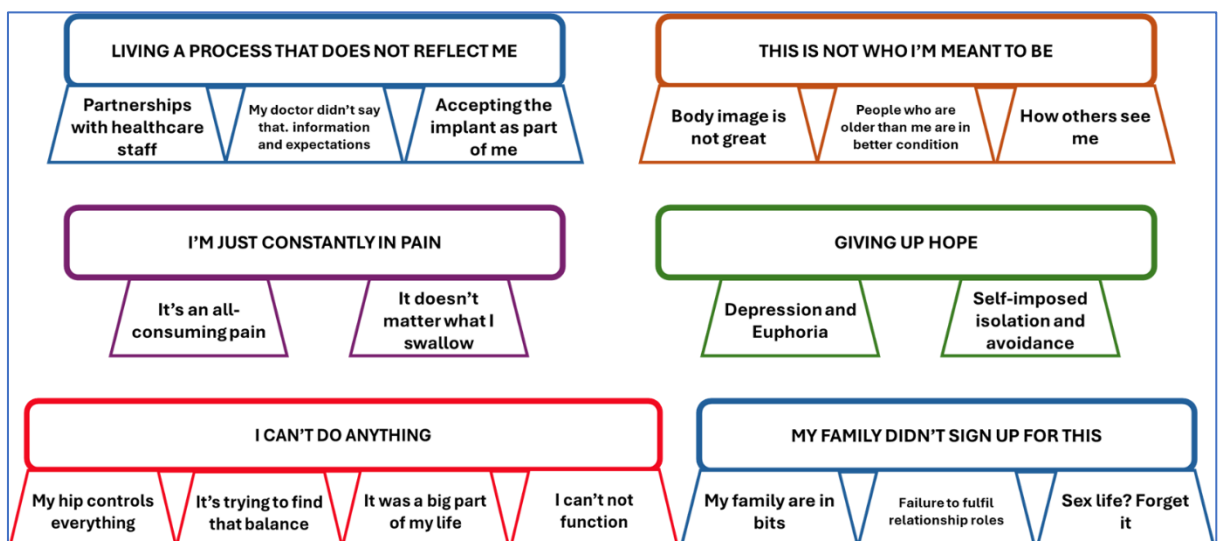 LIVING A PROCESS THAT DOES NOT REFLECT ME
Partnerships
with healthcare
staff
My doctor didn't say
that. information
and expectations
Accepting the
implant as part
of me
THIS IS NOT WHO I'M MEANT TO BE
Body image is
not great
People who are
older than me are in
better condition
How others see
me
I'M JUST CONSTANTLY IN PAIN
It's an all-
consuming pain
It doesn't
matter what I
swallow
GIVING UP HOPE
Depression and
Euphoria
Self-imposed
isolation and
avoidance
I CAN'T DO ANYTHING
My hip controls
everything
It's trying to find
that balance
It was a big part
of my life
I can't not
function
MY FAMILY DIDN'T SIGN UP FOR THIS
My family are in
bits
Failure to fulfil
relationship roles
Sex life? Forget
it